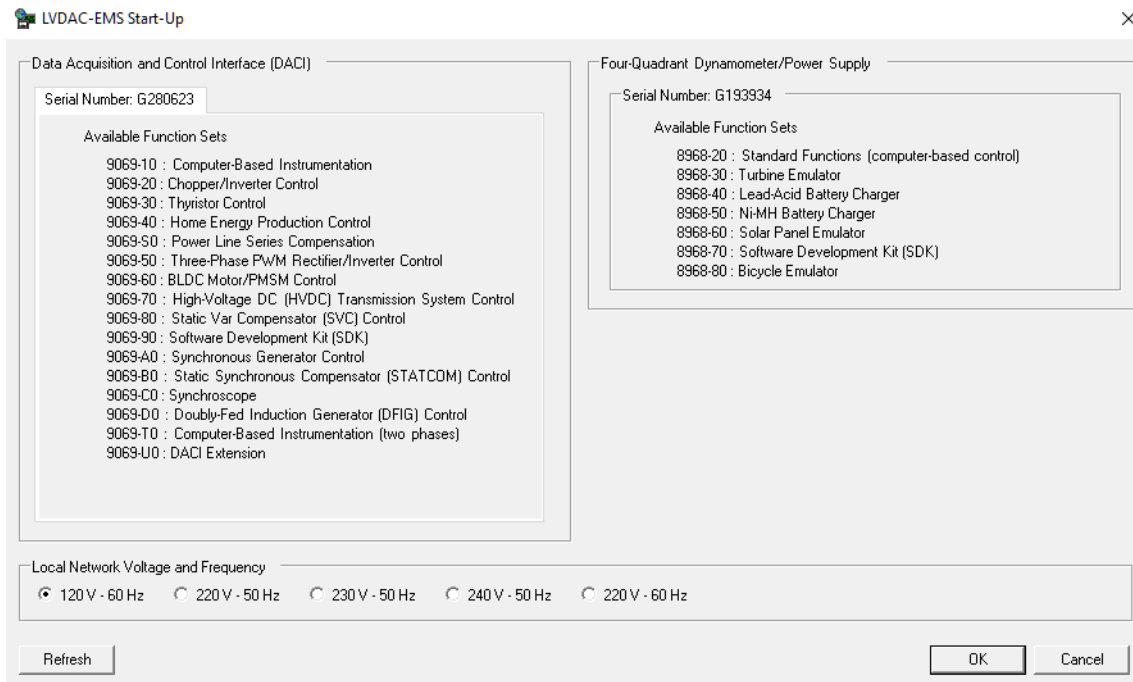 LVDAC-EMS Start-Up
Data Acquisition and Control Interface (DACI)
Serial Number: G280623
Available Function Sets
9069-10 : Computer-Based Instrumentation
9069-20 : Chopper/Inverter Control
9069-30 : Thyristor Control
9069-40 : Home Energy Production Control
9069-S0 : Power Line Series Compensation
9069-50 : Three-Phase PWM Rectifier/Inverter Control
9069-60 : BLDC Motor/PMSM Control
9069-70 : High-Voltage DC (HVDC) Transmission System Control
9069-80 : Static Var Compensator (SVC) Control
9069-90 : Software Development Kit (SDK)
9069-A0 : Synchronous Generator Control
9069-B0 : Static Synchronous Compensator (STATCOM) Control
9069-C0 : Synchroscope
9069-D0 : Doubly-Fed Induction Generator (DFIG) Control
9069-T0 : Computer-Based Instrumentation (two phases)
9069-U0 : DACI Extension
Four-Quadrant Dynamometer/Power Supply
Serial Number: G193934
Available Function Sets
8968-20 : Standard Functions (computer-based control)
8968-30 : Turbine Emulator
8968-40 : Lead-Acid Battery Charger
8968-50 : Ni-MH Battery Charger
8968-60 : Solar Panel Emulator
8968-70 : Software Development Kit (SDK)
8968-80 : Bicycle Emulator
Local Network Voltage and Frequency
120 V - 60 Hz 220 V - 50 Hz 230 V - 50 Hz 240 V - 50 Hz 220 V - 60 Hz
Refresh OK Cancel